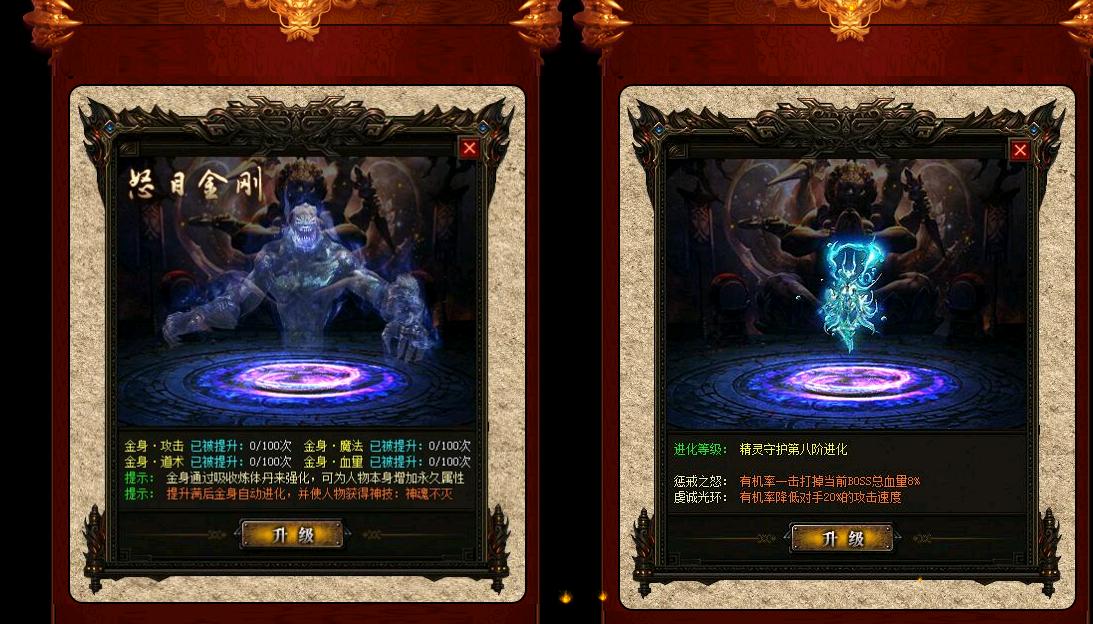 怒目金刚
金身·攻击 已被提升: 0/100次 金身·魔法 已被提升: 0/100次
金身·道术 已被提升: 0/100次 金身·血量 已被提升: 0/100次
提示: 金身通过吸收炼体丹来强化，可为人物本身增加永久属性
提示: 提升满后金身自动进化，并使人物获得神技: 神魂不灭
升级
进化等级: 精灵守护第八阶进化
惩戒之怒: 有机率一击打掉当前BOSS总血量8%
虔诚光环: 有机率降低对手20%的攻击速度
升级